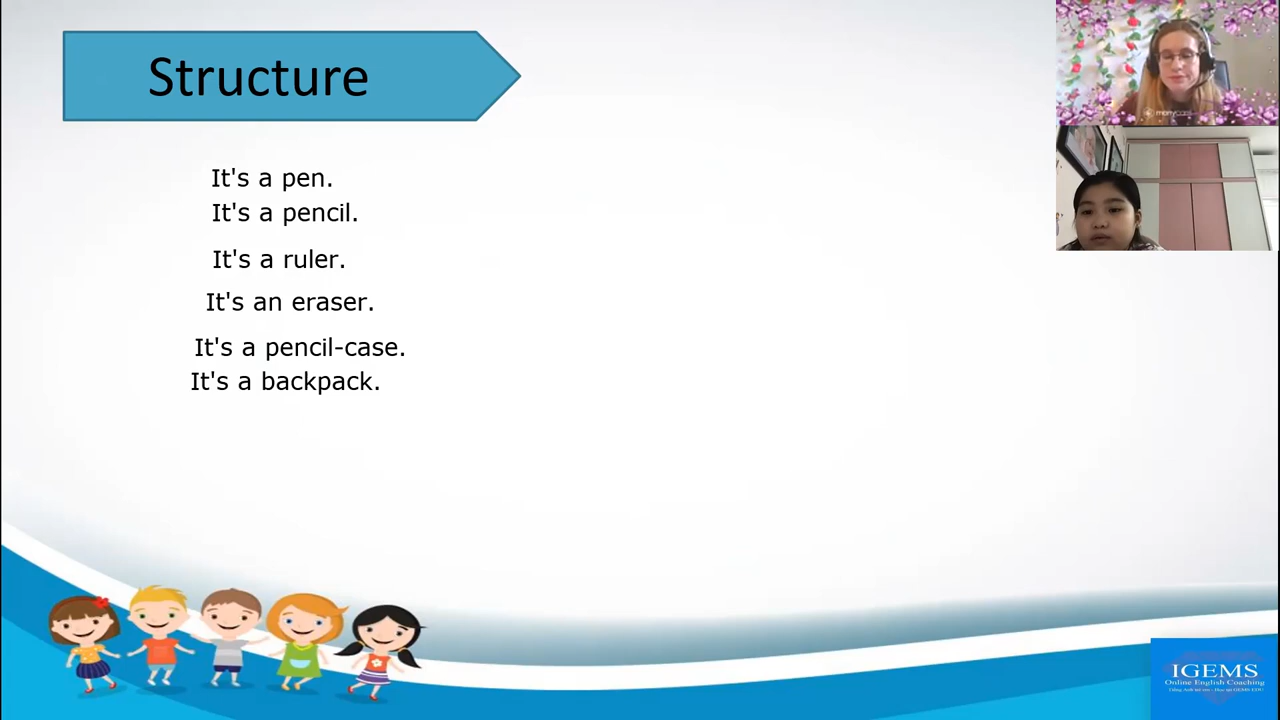 Structure
It's a pen.
It's a pencil.
It's a ruler.
It's an eraser.
It's a pencil-case.
It's a backpack.
IGEMS
Online English Coaching